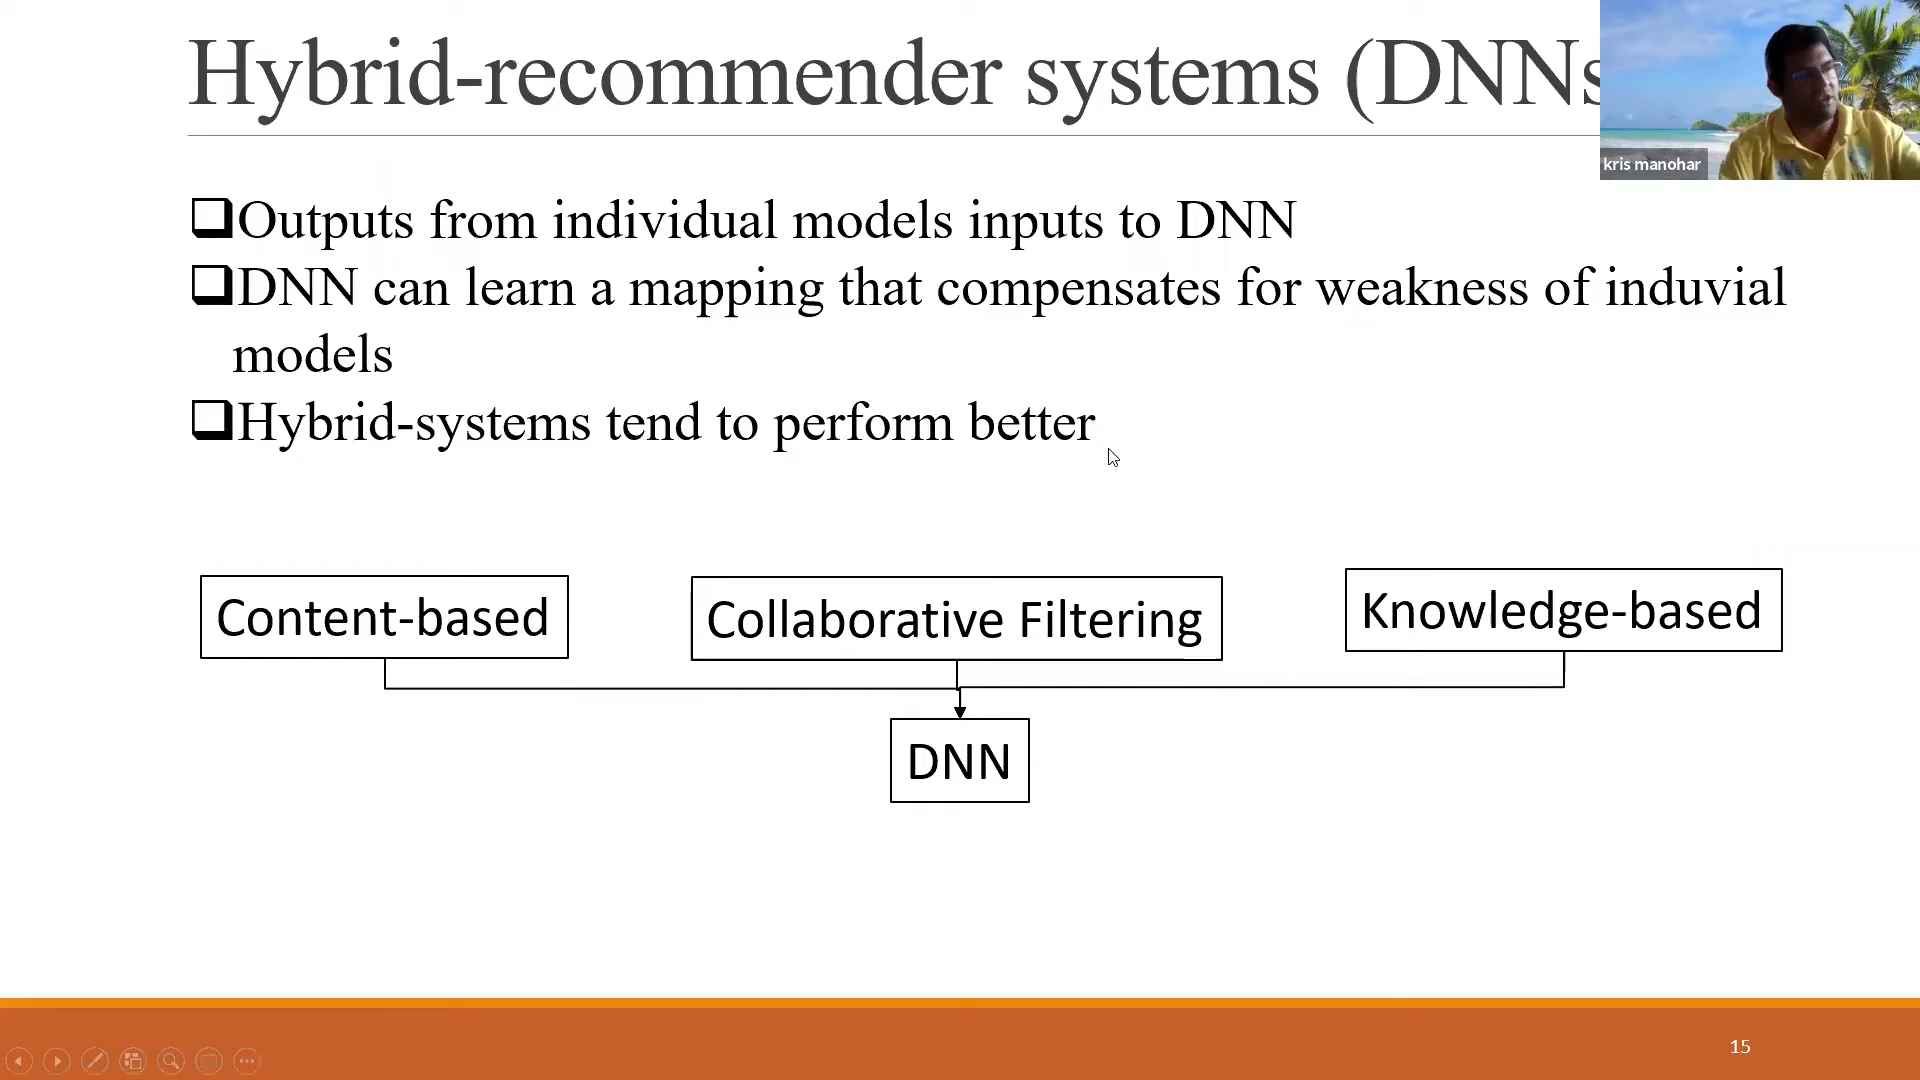 Hybrid-recommender systems (DNNs
kris manohar
Outputs from individual models inputs to DNN
DNN can learn a mapping that compensates for weakness of induvial
models
Hybrid-systems tend to perform better
Content-based
Collaborative Filtering
Knowledge-based
DNN
15